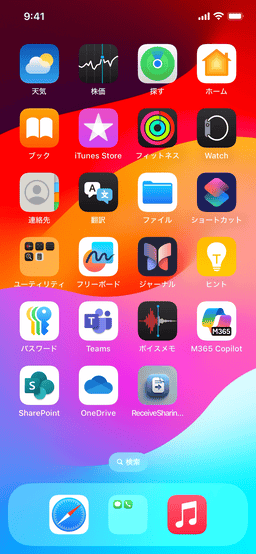 9:41
天気
株価
探す
ホーム
ブック
iTunes Store
フィットネス
Watch
連絡先
翻訳
ファイル
ショートカット
ユーティリティ
フリーボード
ジャーナル
ヒント
パスワード
Teams
ボイスメモ
M365
M365 Copilot
SharePoint
OneDrive
ReceiveSharin...
検索